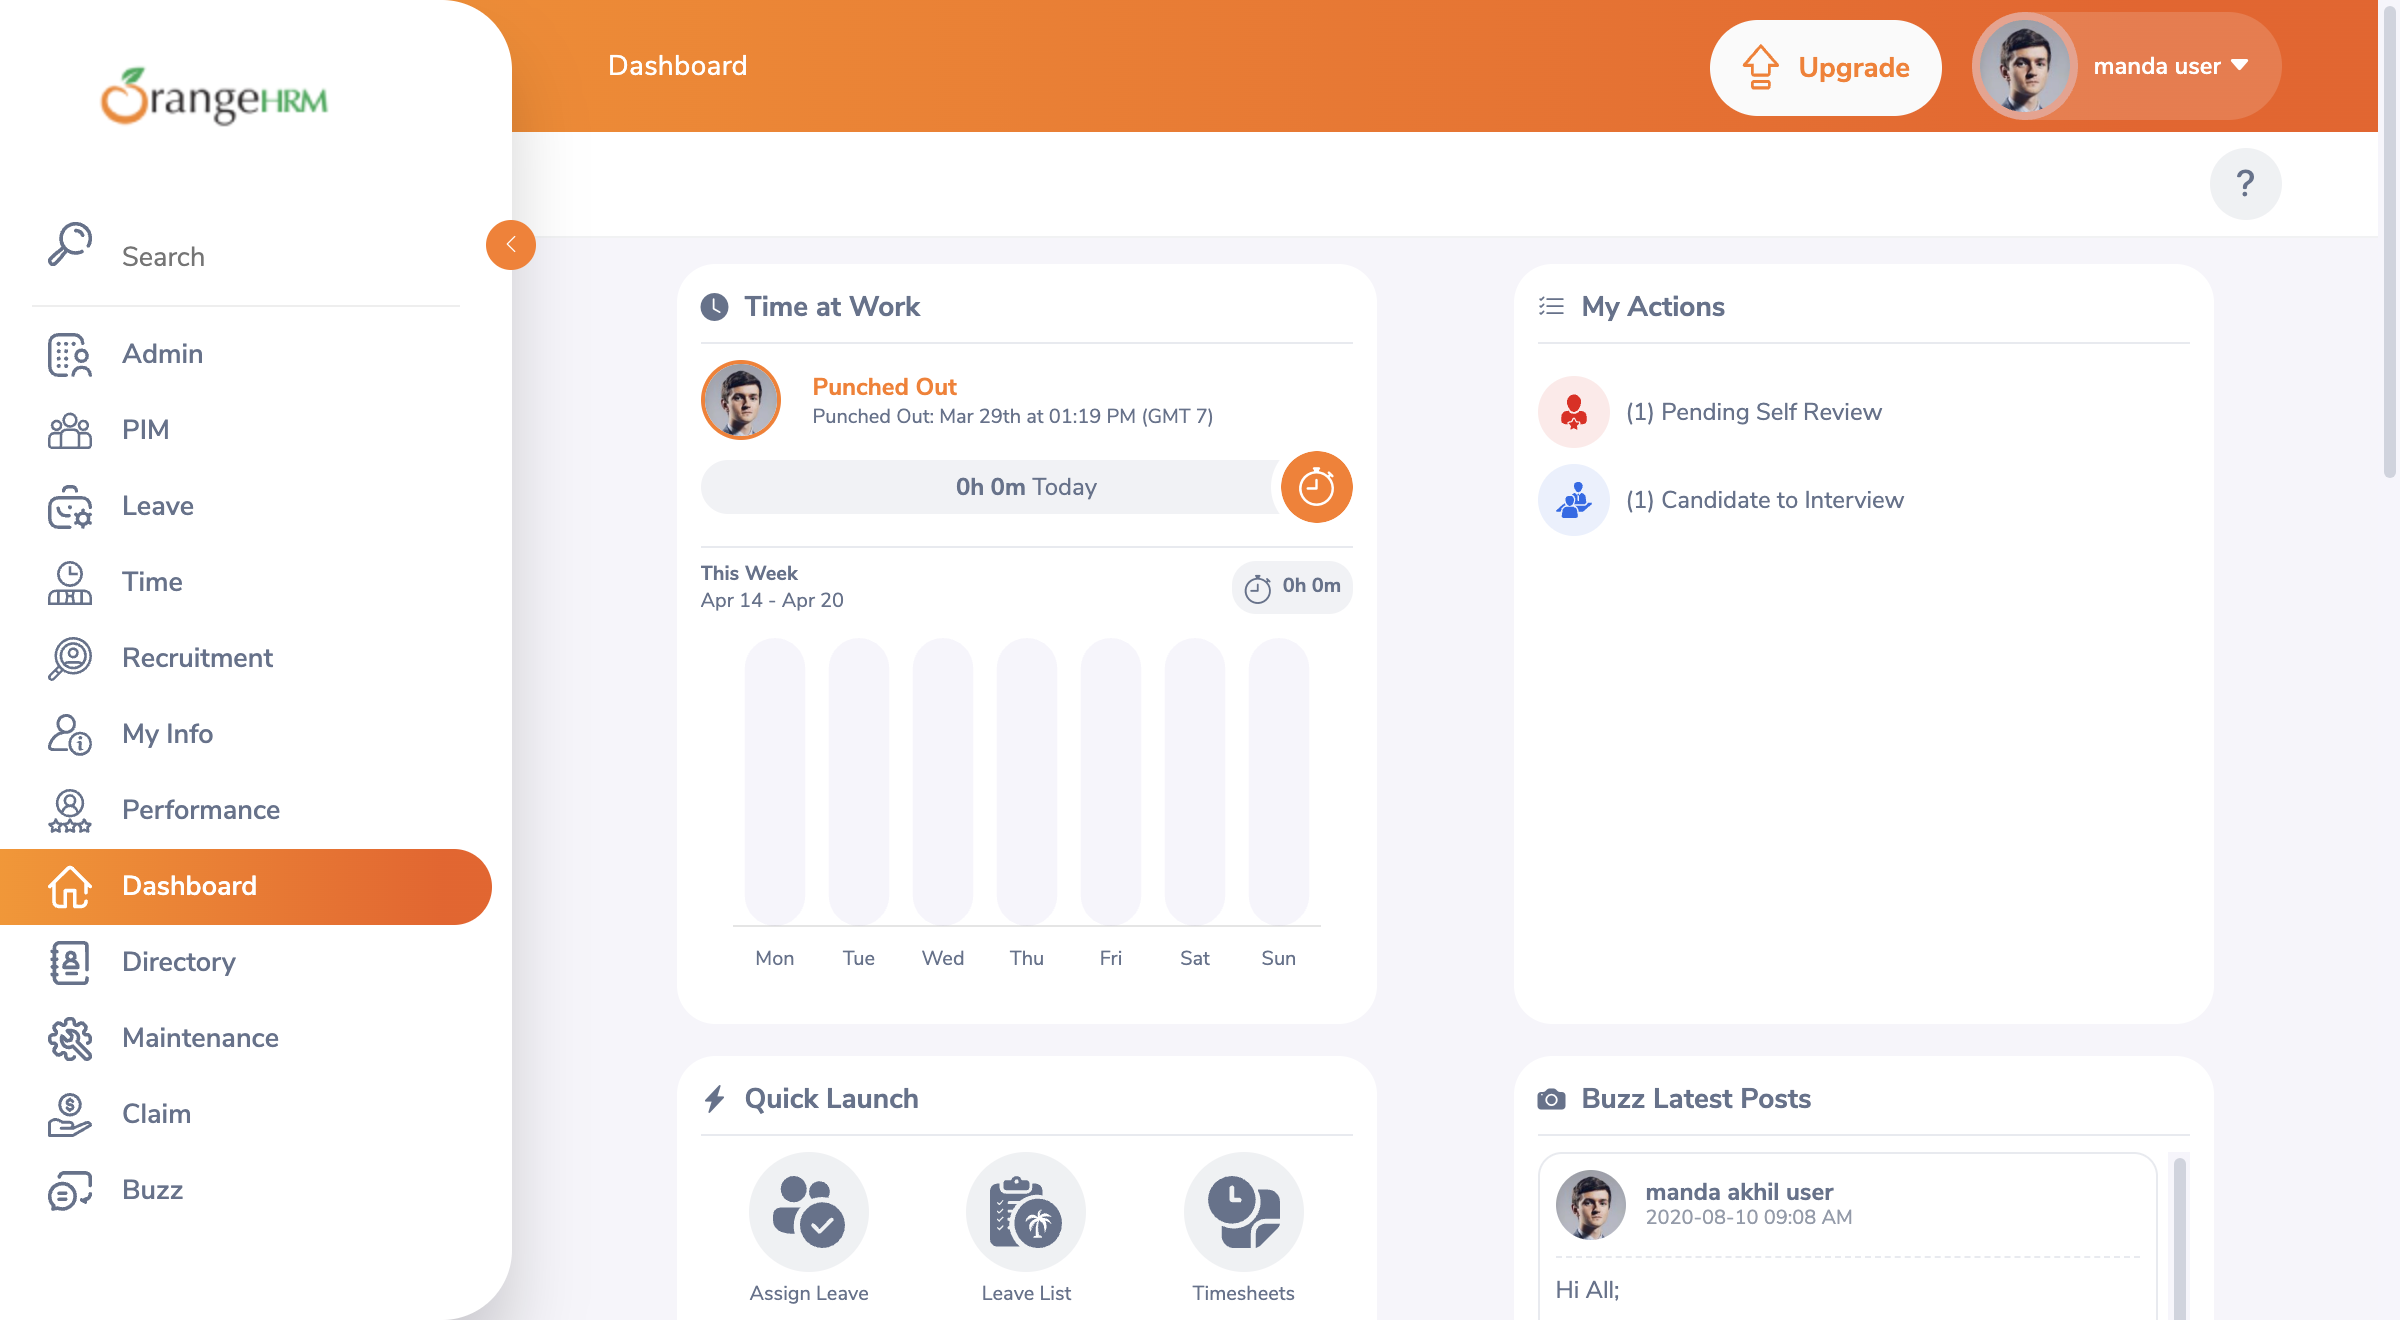 OrangeHRM
Search
Admin
PIM
Leave
Time
Recruitment
My Info
Performance
Dashboard
Directory
Maintenance
Claim
Buzz
Dashboard
Upgrade
manda user
?
Time at Work
Punched Out
Punched Out: Mar 29th at 01:19 PM (GMT 7)
0h 0m Today
This Week
Apr 14 - Apr 20
0h 0m
Mon Tue Wed Thu Fri Sat Sun
My Actions
(1) Pending Self Review
(1) Candidate to Interview
Quick Launch
Assign Leave
Leave List
Timesheets
Buzz Latest Posts
manda akhil user
2020-08-10 09:08 AM
Hi All;